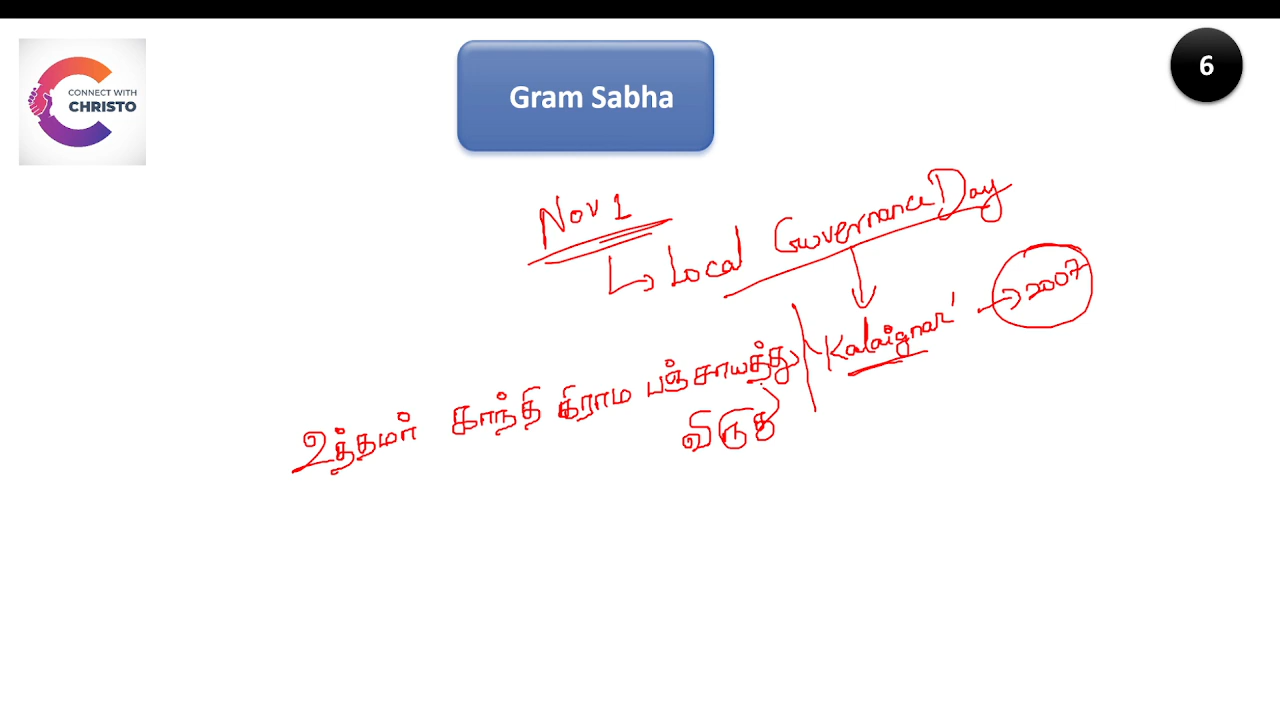 CONNECT WITH
CHRISTO
Gram Sabha
6
Nov 1
Local Governance Day
Kalaignar' → 2007
உத்தமர் காந்தி கிராம பஞ்சாயத்து
விருத